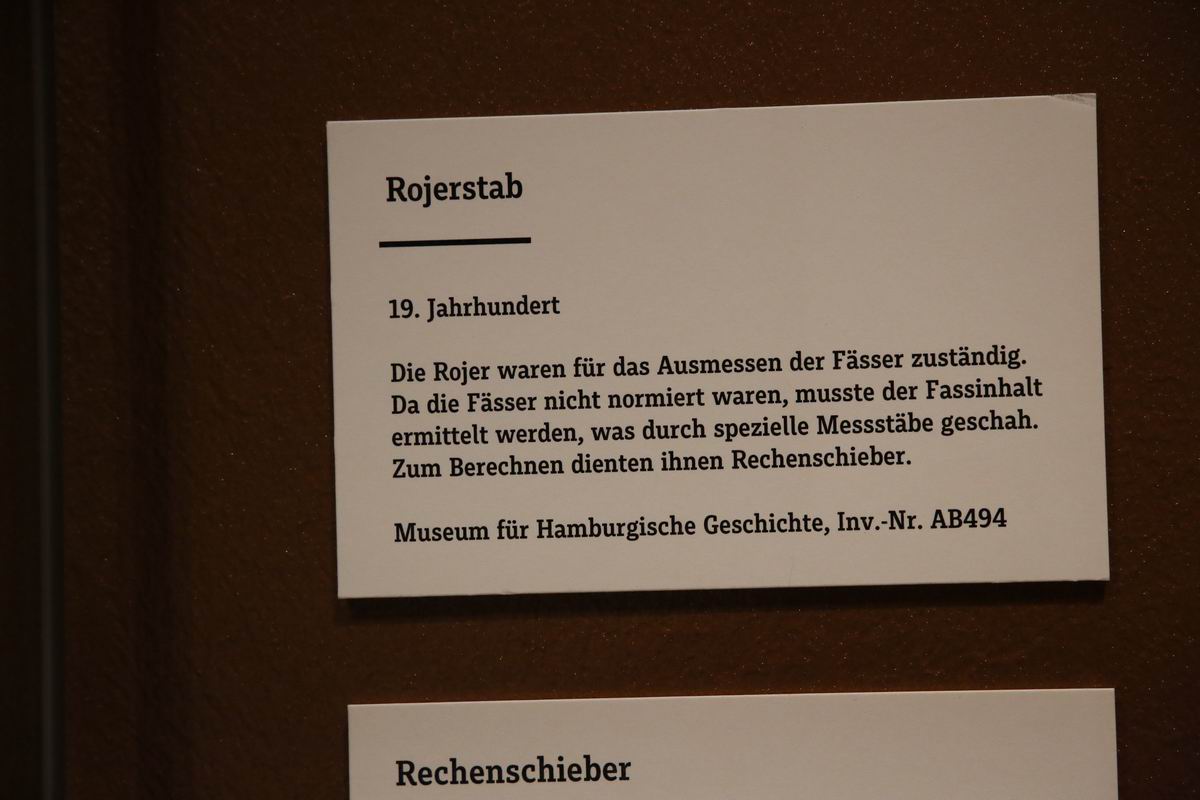 Rojerstab
19. Jahrhundert
Die Rojer waren für das Ausmessen der Fässer zuständig.
Da die Fässer nicht normiert waren, musste der Fassinhalt
ermittelt werden, was durch spezielle Messstäbe geschah.
Zum Berechnen dienten ihnen Rechenschieber.
Museum für Hamburgische Geschichte, Inv.-Nr. AB494
Rechenschieber